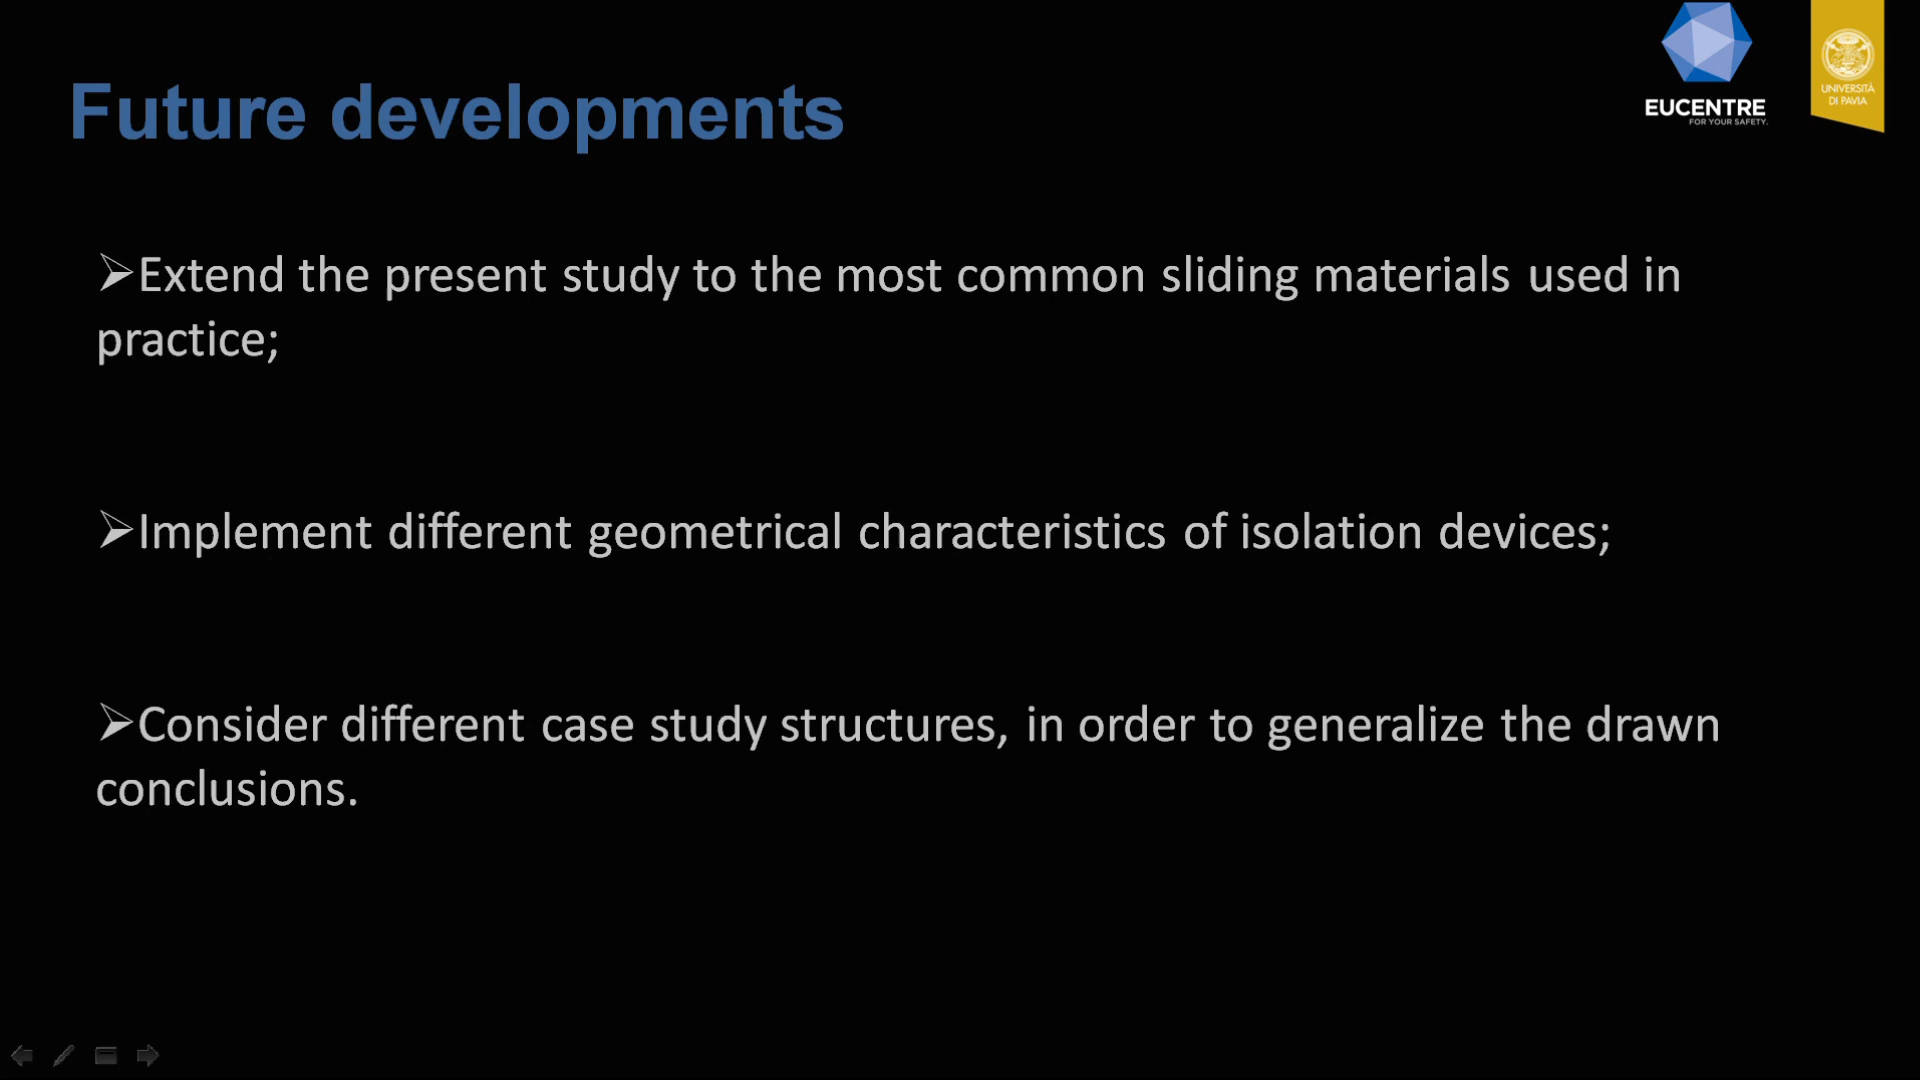 Future developments
EUCENTRE
FOR YOUR SAFETY.
UNIVERSITÀ
DI PAVIA
➢Extend the present study to the most common sliding materials used in
practice;
➢Implement different geometrical characteristics of isolation devices;
➢Consider different case study structures, in order to generalize the drawn
conclusions.